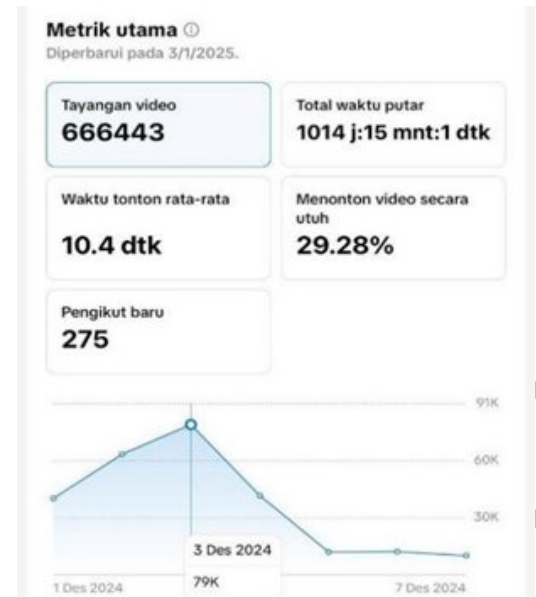 Metrik utama ⓘ
Diperbarui pada 3/1/2025.
Tayangan video
666443
Total waktu putar
1014 j:15 mnt:1 dtk
Waktu tonton rata-rata
10.4 dtk
Menonton video secara
utuh
29.28%
Pengikut baru
275
91K
60K
30K
3 Des 2024
79K
1 Des 2024
7 Des 2024